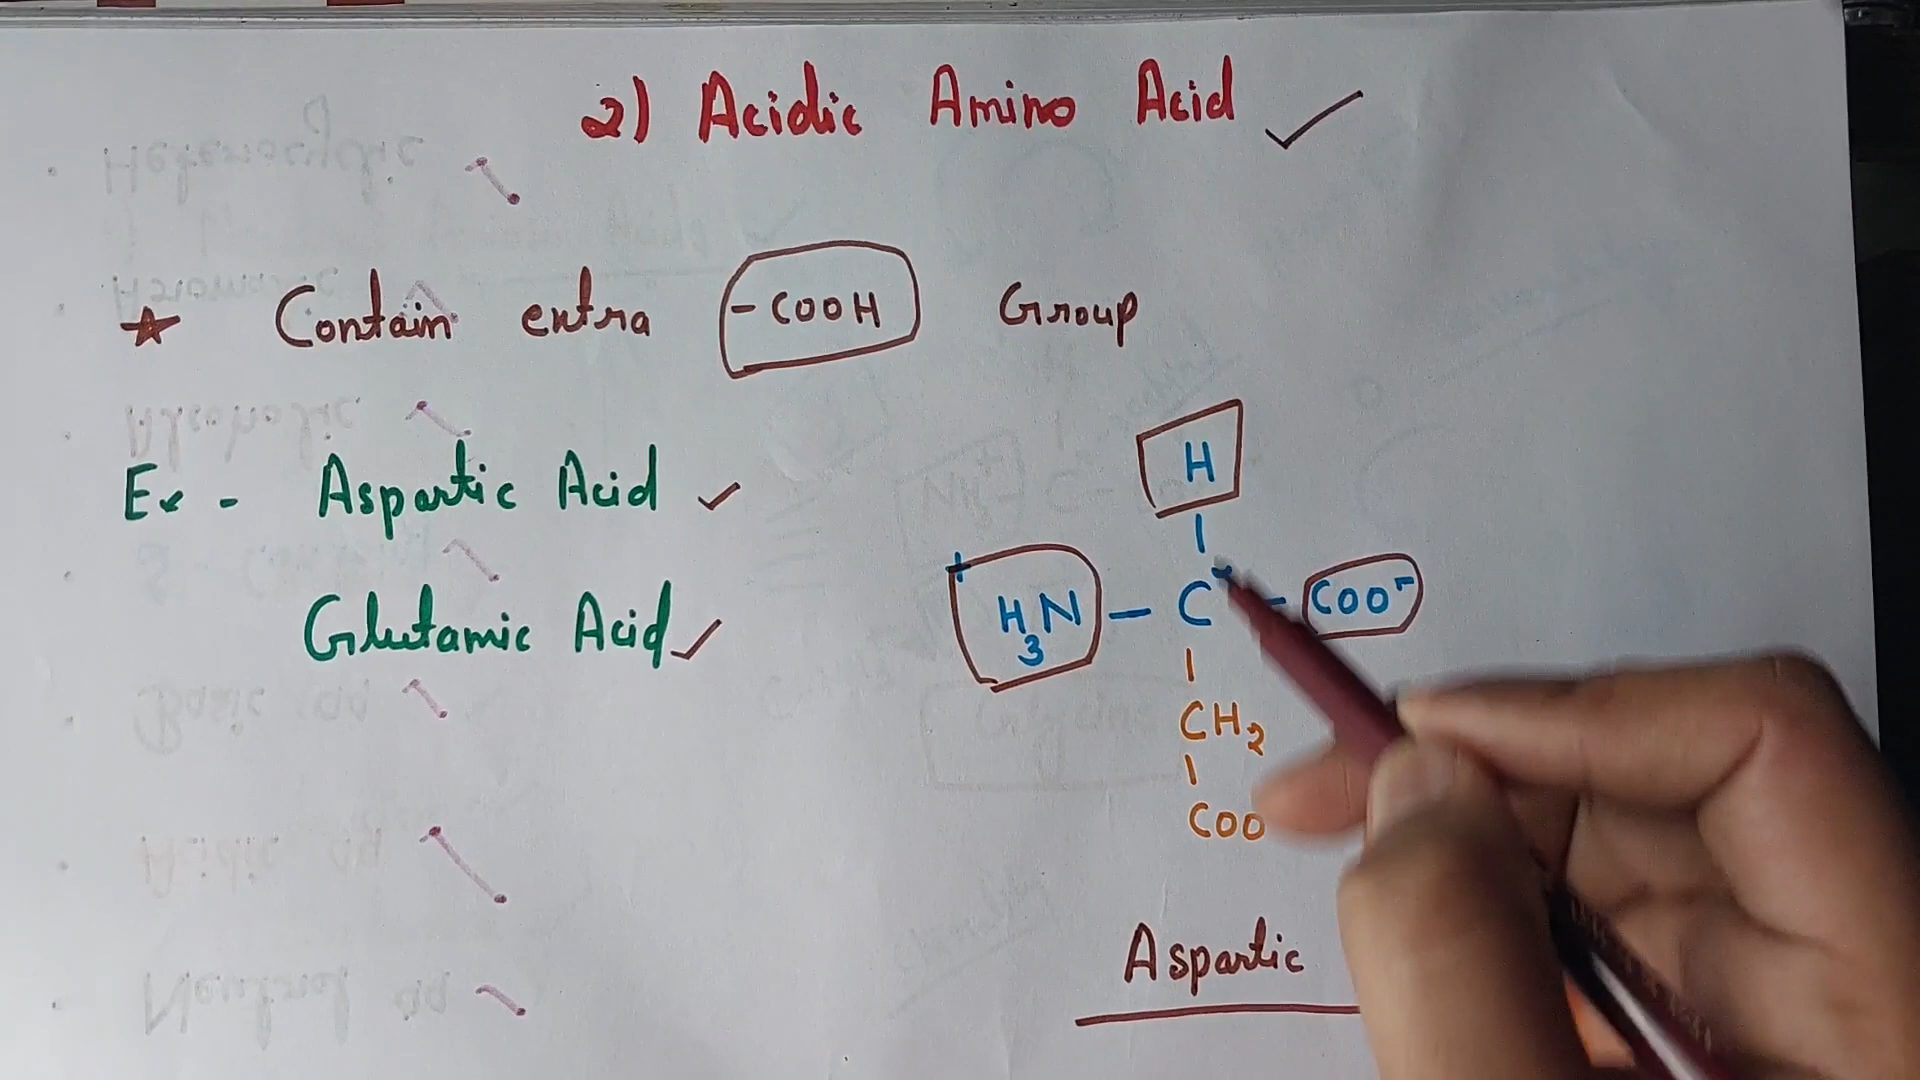 2) Acidic Amino Acid
Contain extra -COOH Group
Ex - Aspartic Acid
Glutamic Acid
H
+
H3N - C - COO-
CH2
COO
Aspartic